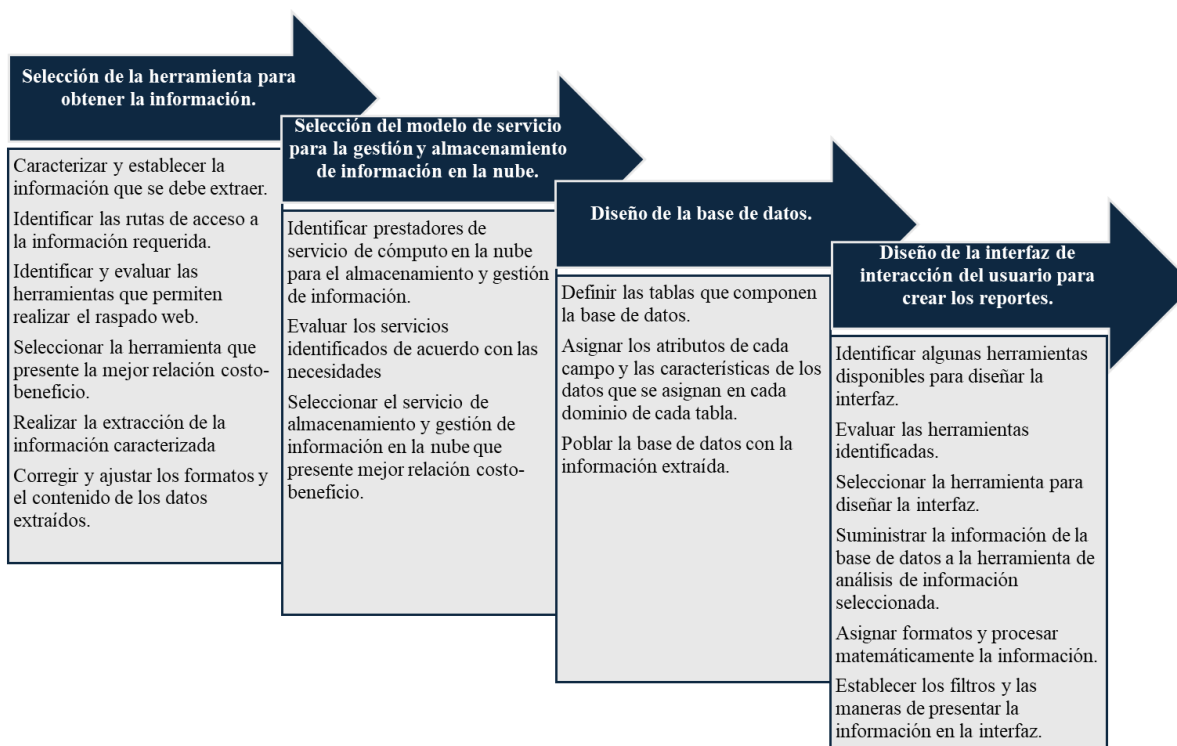 Selección de la herramienta para
obtener la información.
Caracterizar y establecer la
información que se debe extraer.
Identificar las rutas de acceso a
la información requerida.
Identificar y evaluar las
herramientas que permiten
realizar el raspado web.
Seleccionar la herramienta que
presente la mejor relación costo-
beneficio.
Realizar la extracción de la
información caracterizada
Corregir y ajustar los formatos y
el contenido de los datos
extraídos.
Selección del modelo de servicio
para la gestión y almacenamiento
de información en la nube.
Identificar prestadores de
servicio de cómputo en la nube
para el almacenamiento y gestión
de información.
Evaluar los servicios
identificados de acuerdo con las
necesidades
Seleccionar el servicio de
almacenamiento y gestión de
información en la nube que
presente mejor relación costo-
beneficio.
Diseño de la base de datos.
Definir las tablas que componen
la base de datos.
Asignar los atributos de cada
campo y las características de los
datos que se asignan en cada
dominio de cada tabla.
Poblar la base de datos con la
información extraída.
Diseño de la interfaz de
interacción del usuario para
crear los reportes.
Identificar algunas herramientas
disponibles para diseñar la
interfaz.
Evaluar las herramientas
identificadas.
Seleccionar la herramienta para
diseñar la interfaz.
Suministrar la información de la
base de datos a la herramienta de
análisis de información
seleccionada.
Asignar formatos y procesar
matemáticamente la información.
Establecer los filtros y las
maneras de presentar la
información en la interfaz.